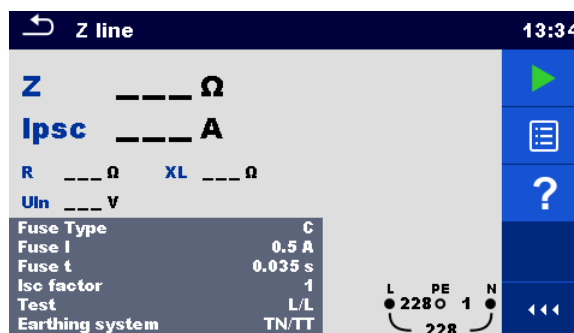 Z line 13:34
Z ___ Ω
Ipsc ___ A
R ___ Ω XL ___ Ω
Uln ___ V
Fuse Type C
Fuse I 0.5 A
Fuse t 0.035 s
Isc factor 1
Test L/L
Earthing system TN/TT
L PE N
228 1
228
?